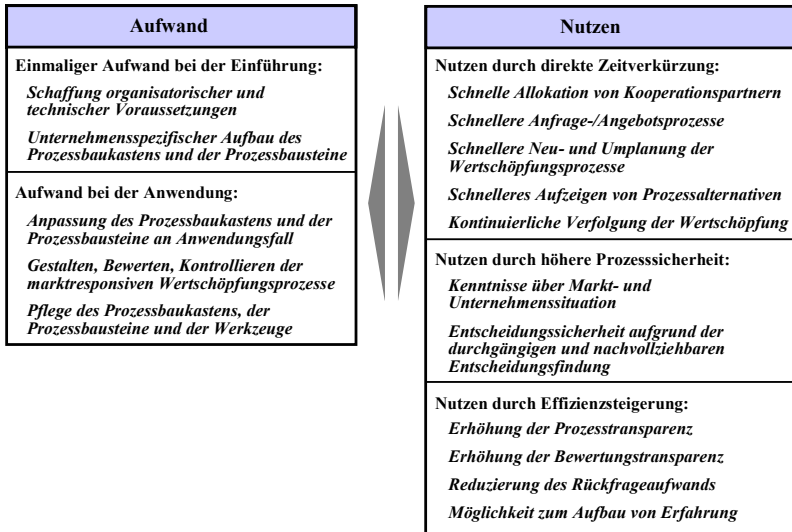 Aufwand
Einmaliger Aufwand bei der Einführung:
Schaffung organisatorischer und
technischer Voraussetzungen
Unternehmensspezifischer Aufbau des
Prozessbaukastens und der Prozessbausteine
Aufwand bei der Anwendung:
Anpassung des Prozessbaukastens und der
Prozessbausteine an Anwendungsfall
Gestalten, Bewerten, Kontrollieren der
marktresponsiven Wertschöpfungsprozesse
Pflege des Prozessbaukastens, der
Prozessbausteine und der Werkzeuge
Nutzen
Nutzen durch direkte Zeitverkürzung:
Schnelle Allokation von Kooperationspartnern
Schnellere Anfrage-/Angebotsprozesse
Schnellere Neu- und Umplanung der
Wertschöpfungsprozesse
Schnelleres Aufzeigen von Prozessalternativen
Kontinuierliche Verfolgung der Wertschöpfung
Nutzen durch höhere Prozesssicherheit:
Kenntnisse über Markt- und
Unternehmenssituation
Entscheidungssicherheit aufgrund der
durchgängigen und nachvollziehbaren
Entscheidungsfindung
Nutzen durch Effizienzsteigerung:
Erhöhung der Prozesstransparenz
Erhöhung der Bewertungstransparenz
Reduzierung des Rückfrageaufwands
Möglichkeit zum Aufbau von Erfahrung